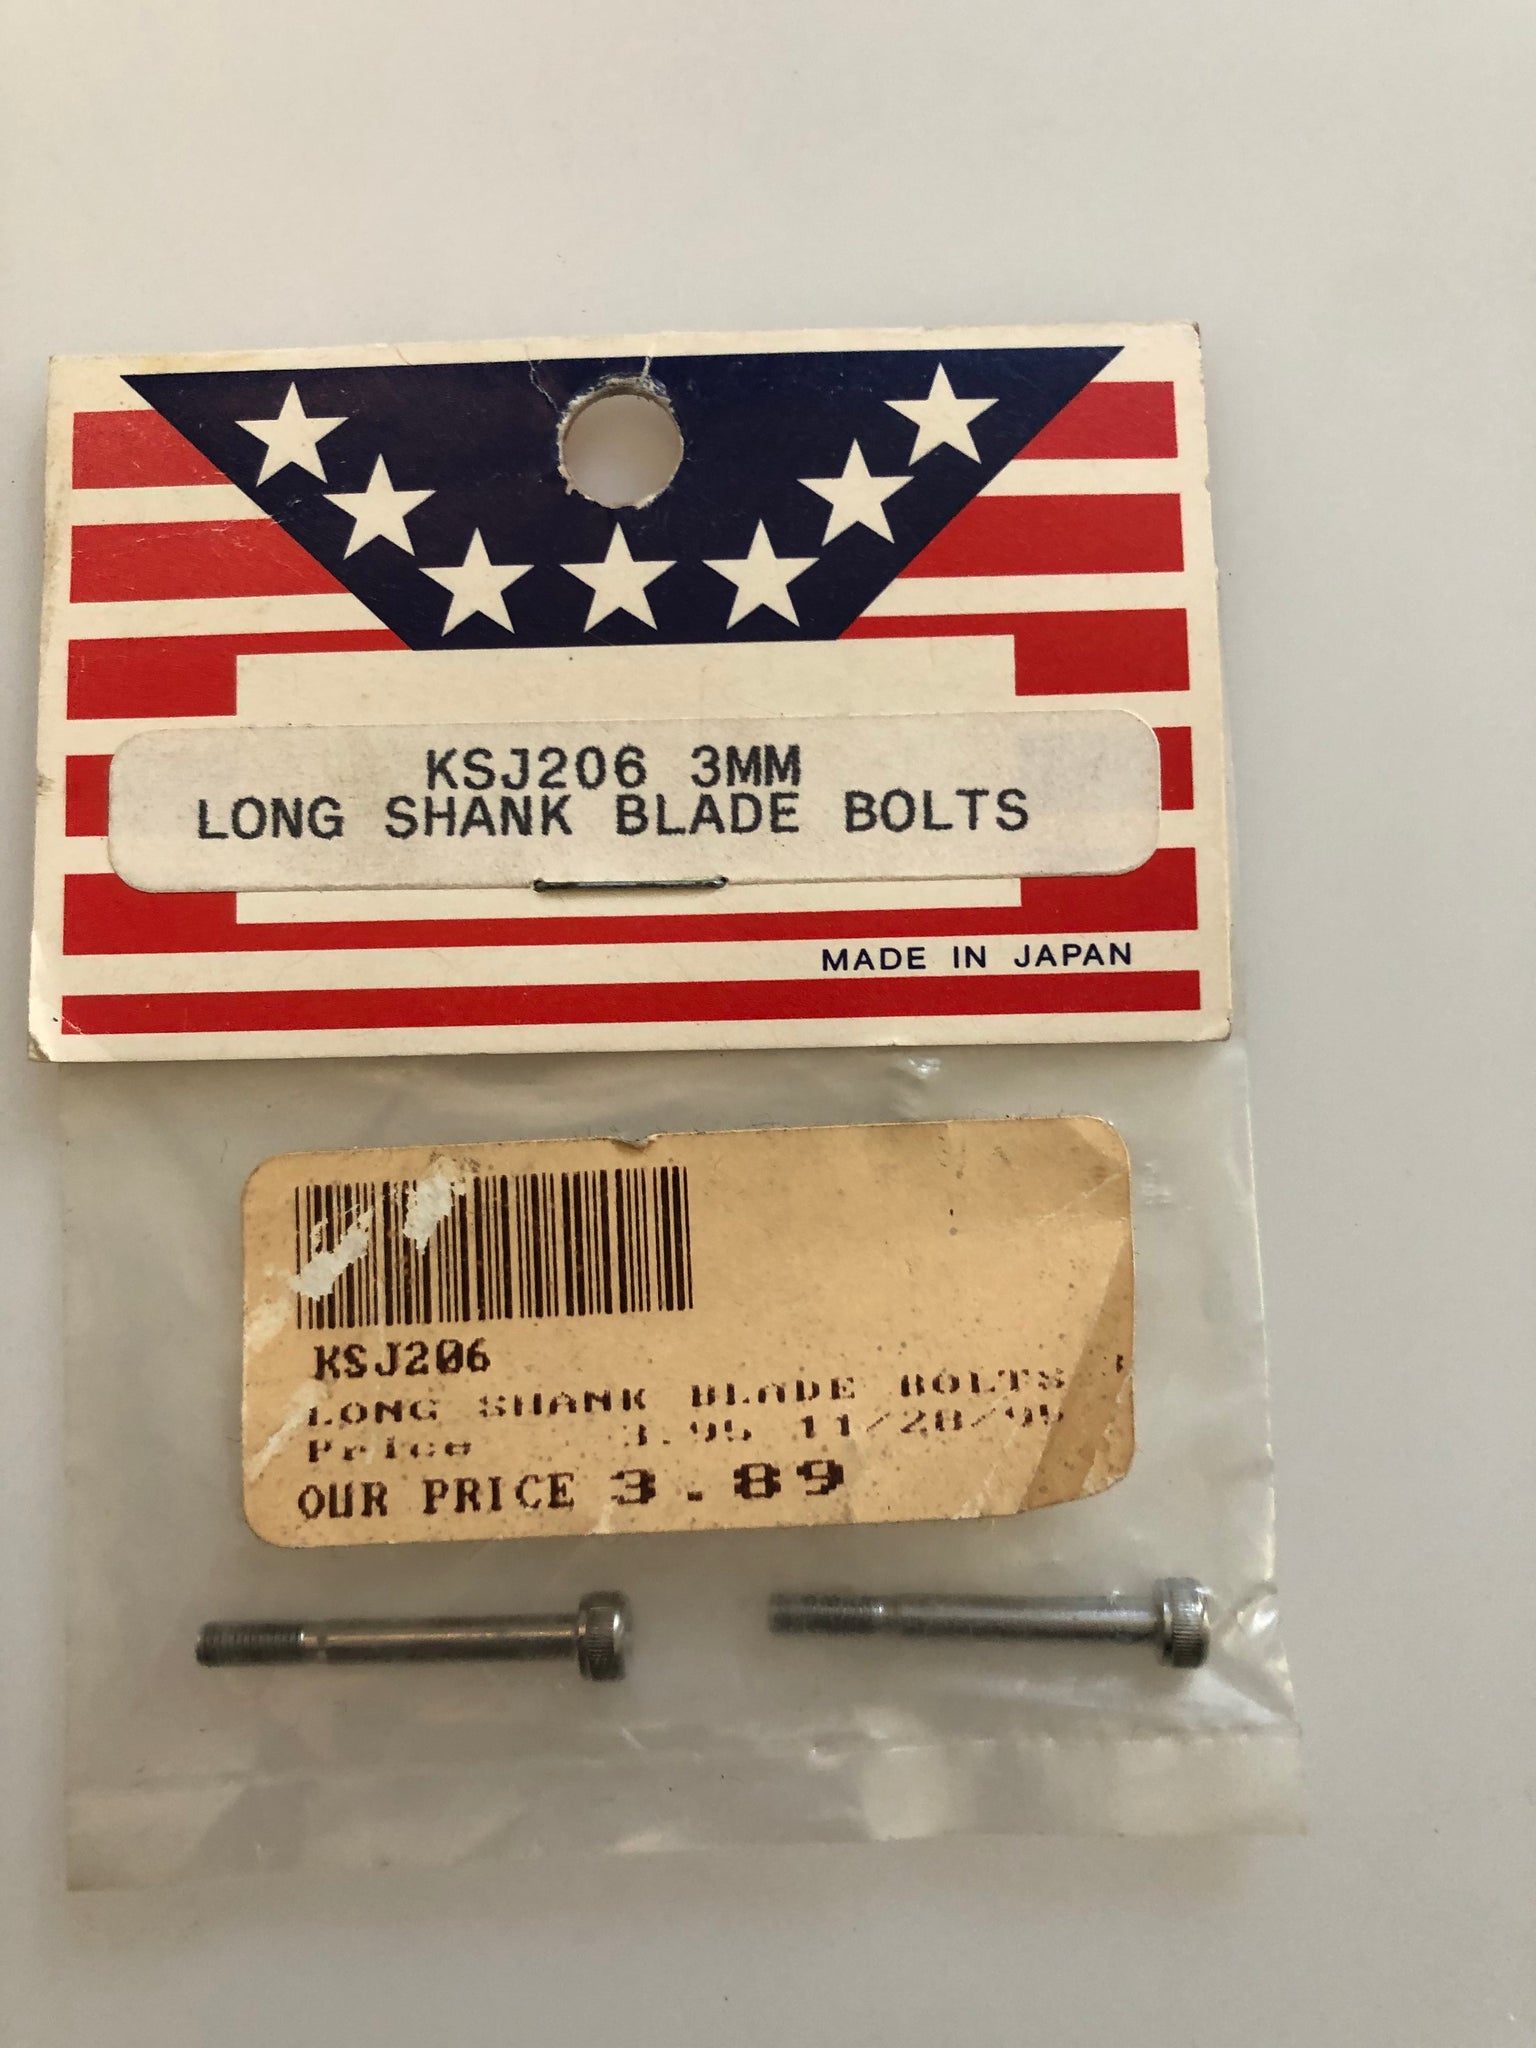 KSJ206 3MM
LONG SHANK BLADE BOLTS
MADE IN JAPAN
KSJ206
LONG SHANK BLADE BOLTS 3
Price 3.95 11/28/95
OUR PRICE 3.89